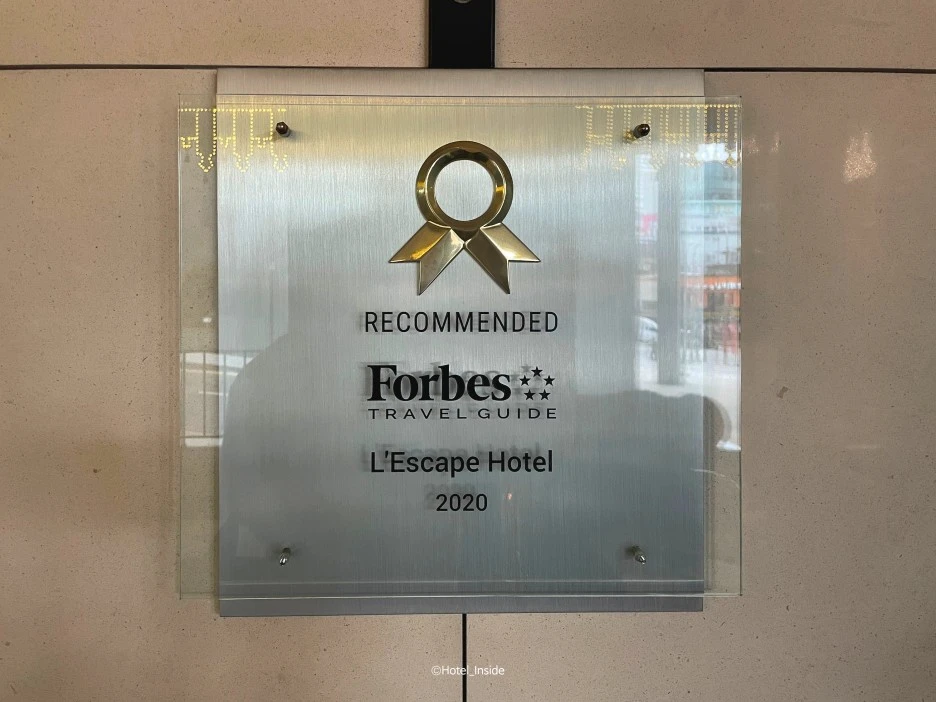 RECOMMENDED
Forbes
TRAVEL GUIDE
L'Escape Hotel
2020
©Hotel_Inside